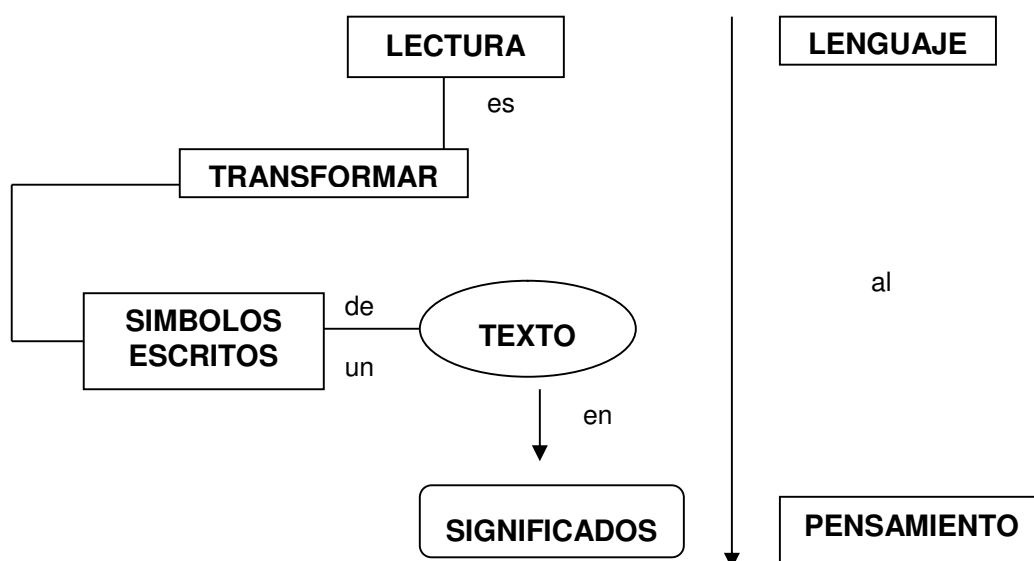 LECTURA
es
TRANSFORMAR
SIMBOLOS
ESCRITOS
de
un
TEXTO
en
SIGNIFICADOS
LENGUAJE
al
PENSAMIENTO